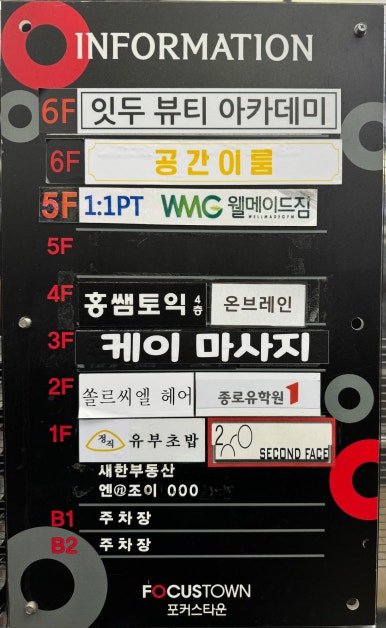 INFORMATION
6F 잇두 뷰티 아카데미
6F 공간이룸
5F 1:1PT WMG 웰메이드짐
WELLMADEGYM
5F
4F 홍쌤토익 4층 온브레인
3F 케이 마사지
2F 쏠르씨엘 헤어 종로유학원
1F 정직 유부초밥 SECOND FACE
새한부동산
엔@조이 000
B1 주차장
B2 주차장
FOCUSTOWN
포커스타운